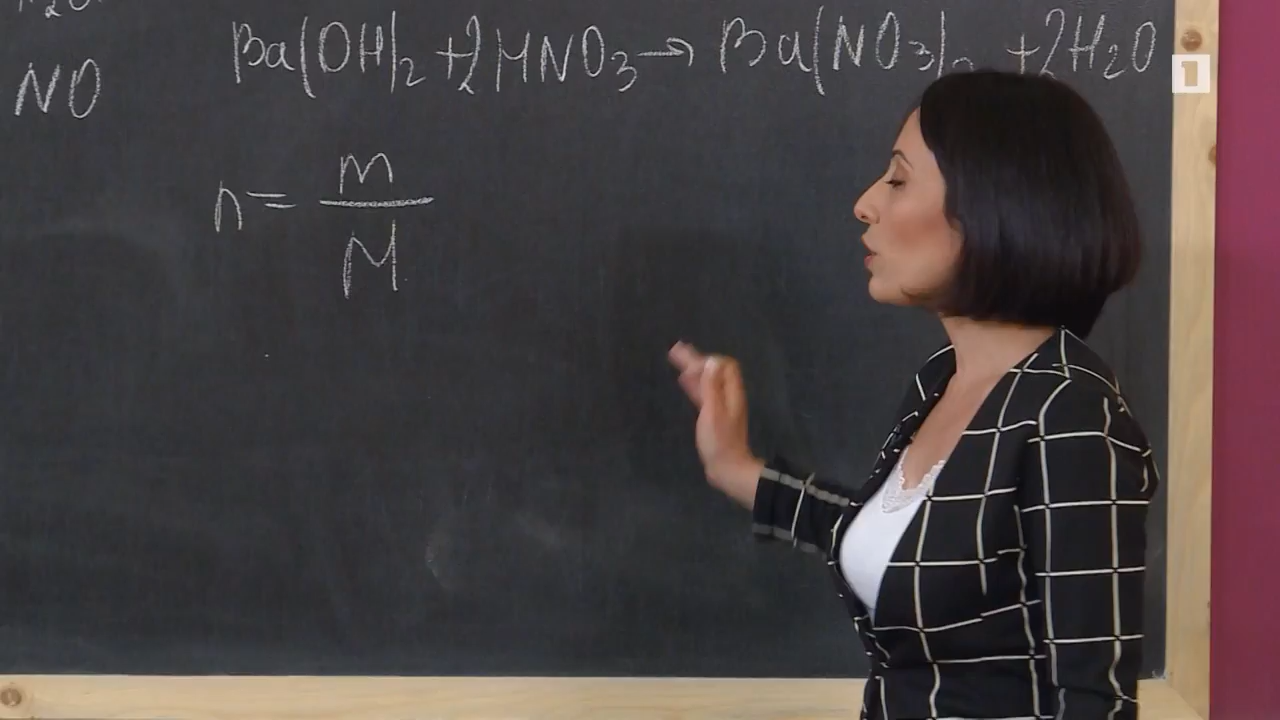 Ba(OH)₂ + 2HNO₃ → Ba(NO₃)₂ + 2H₂O
NO
n = m/M
1